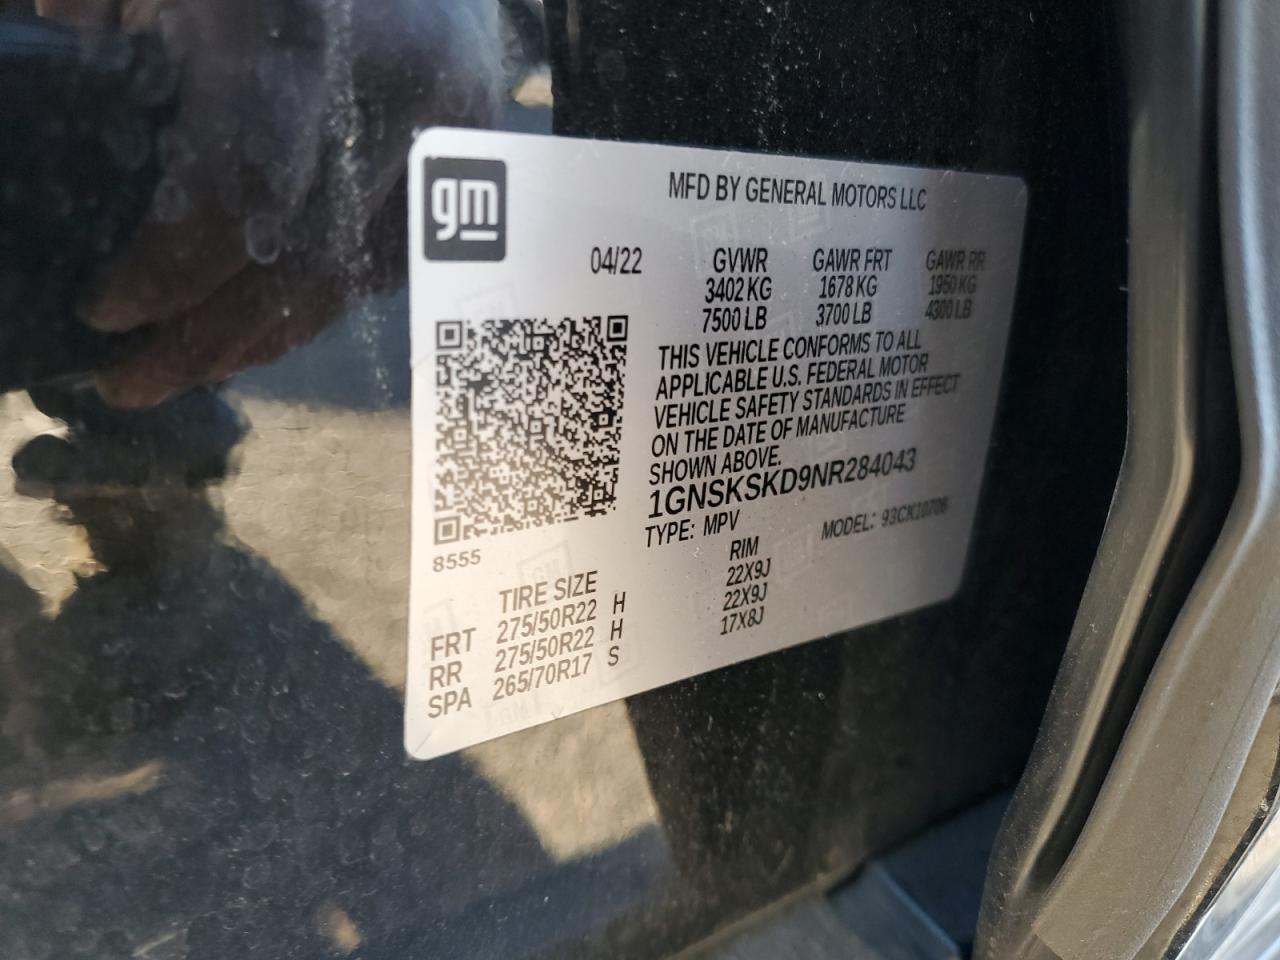 gm
MFD BY GENERAL MOTORS LLC
04/22 GVWR GAWR FRT GAWR RR
3402 KG 1678 KG 1950 KG
7500 LB 3700 LB 4300 LB
THIS VEHICLE CONFORMS TO ALL
APPLICABLE U.S. FEDERAL MOTOR
VEHICLE SAFETY STANDARDS IN EFFECT
ON THE DATE OF MANUFACTURE
SHOWN ABOVE.
1GNSKSKD9NR284043
TYPE: MPV MODEL: 93CK10706
8555
TIRE SIZE RIM
FRT 275/50R22 H 22X9J
RR 275/50R22 H 22X9J
SPA 265/70R17 S 17X8J